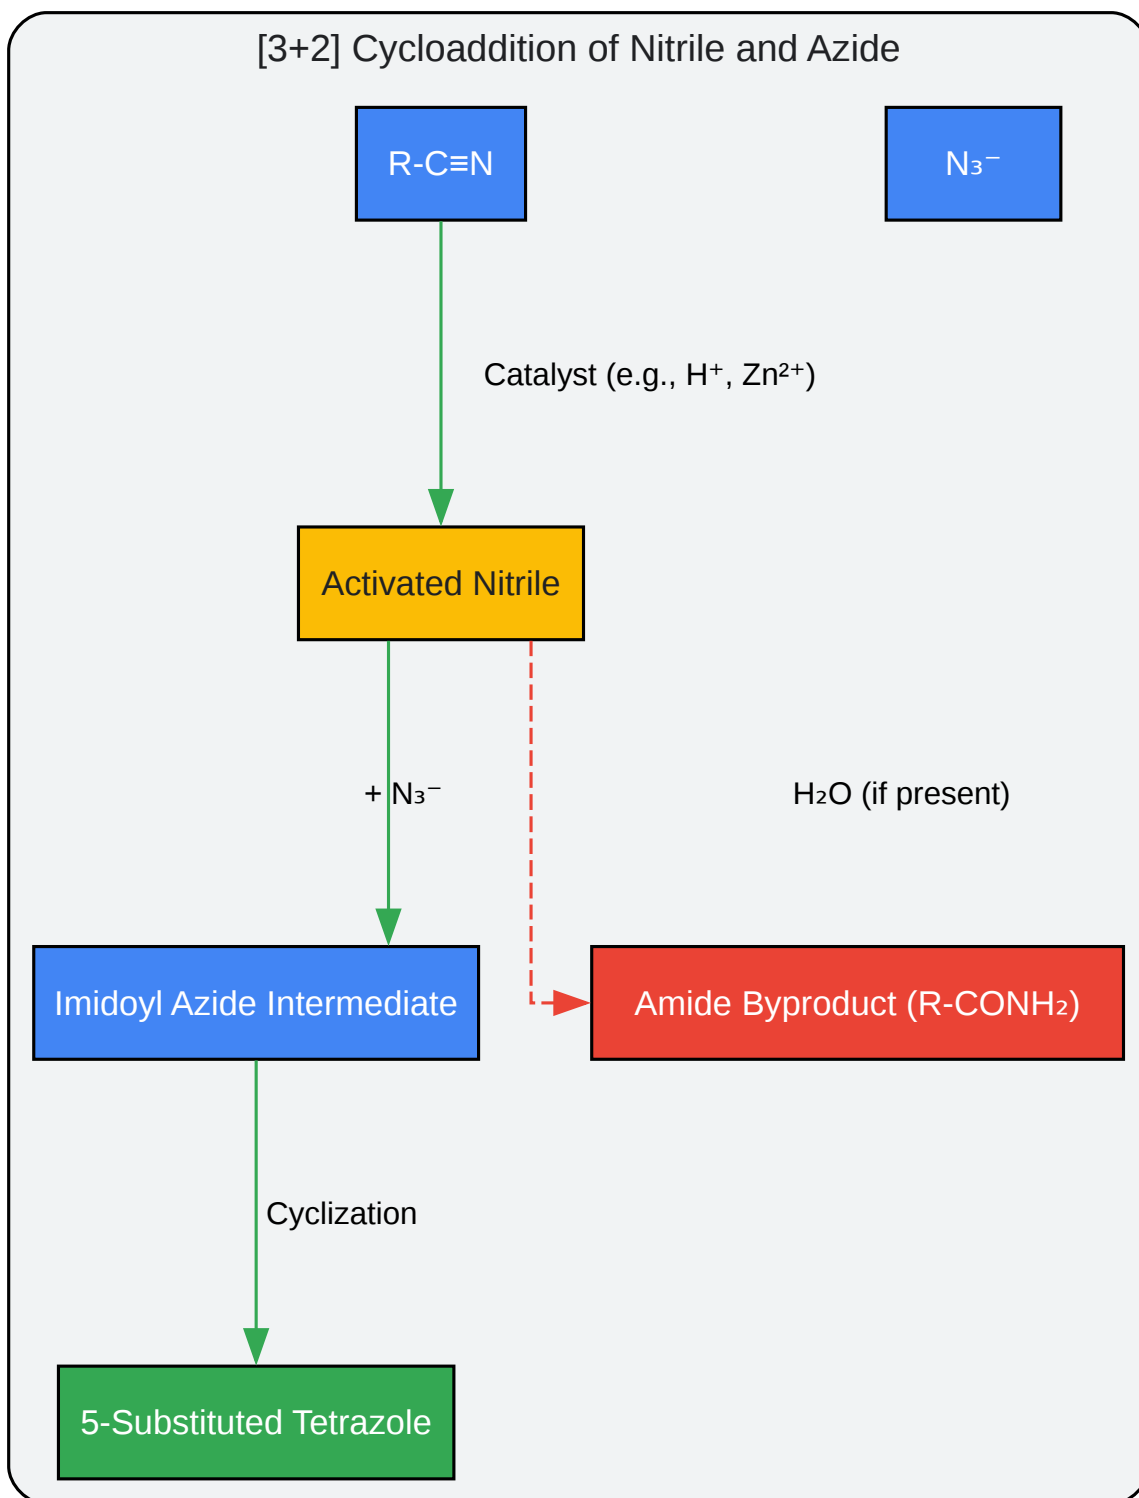 [3+2] Cycloaddition of Nitrile and Azide
R-C≡N
N₃⁻
Catalyst (e.g., H⁺, Zn²⁺)
Activated Nitrile
+ N₃⁻
H₂O (if present)
Imidoyl Azide Intermediate
Amide Byproduct (R-CONH₂)
Cyclization
5-Substituted Tetrazole